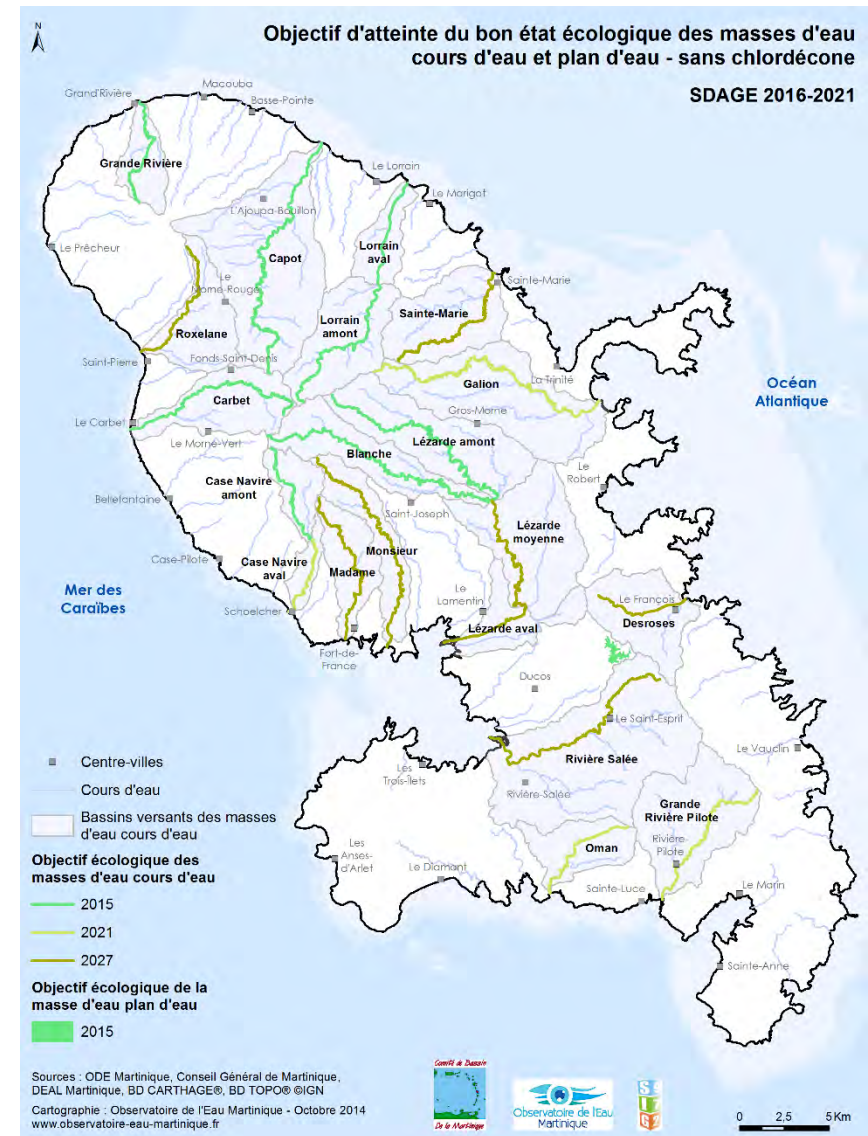 N
Objectif d'atteinte du bon état écologique des masses d'eau
cours d'eau et plan d'eau - sans chlordécone
SDAGE 2016-2021
Grand'Rivière
Macouba
Basse-Pointe
Grande Rivière
Le Lorrain
Le Marigot
L'Ajoupa-Bouillon
Le Prêcheur
Capot
Lorrain
aval
Le
Morne-Rouge
Sainte-Marie
Sainte-Marie
Lorrain
amont
Roxelane
Saint-Pierre
Fonds-Saint-Denis
Galion
La Trinité
Océan
Atlantique
Carbet
Le Carbet
Gros-Morne
Le Morne-Vert
Lézarde amont
Blanche
Le
Robert
Case Navire
amont
Bellefontaine
Saint-Joseph
Lézarde
moyenne
Case-Pilote
Case Navire
aval
Monsieur
Madame
Mer des
Caraïbes
Schoelcher
Le
Lamentin
Le François
Desroses
Lézarde aval
Fort-de-
France
Ducos
Le Saint-Esprit
Le Vauclin
Rivière Salée
Les
Trois-Îlets
Rivière-Salée
Grande
Rivière Pilote
Les
Anses-
d'Arlet
Oman
Rivière-
Pilote
Le Diamant
Sainte-Luce
Le Marin
Sainte-Anne
Centre-villes
Cours d'eau
Bassins versants des masses
d'eau cours d'eau
Objectif écologique des
masses d'eau cours d'eau
2015
2021
2027
Objectif écologique de la
masse d'eau plan d'eau
2015
Sources : ODE Martinique, Conseil Général de Martinique,
DEAL Martinique, BD CARTHAGE®, BD TOPO® ©IGN
Cartographie : Observatoire de l'Eau Martinique - Octobre 2014
www.observatoire-eau-martinique.fr
Comité de Bassin
De la Martinique
Observatoire de l'Eau
Martinique
0 2,5 5 Km